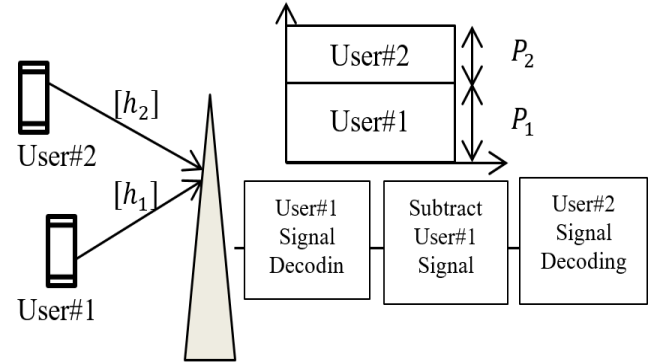 User#2
P₂
[h₂]
User#1
P₁
User#2
[h₁]
User#1
Signal
Decodin
Subtract
User#1
Signal
User#2
Signal
Decoding
User#1